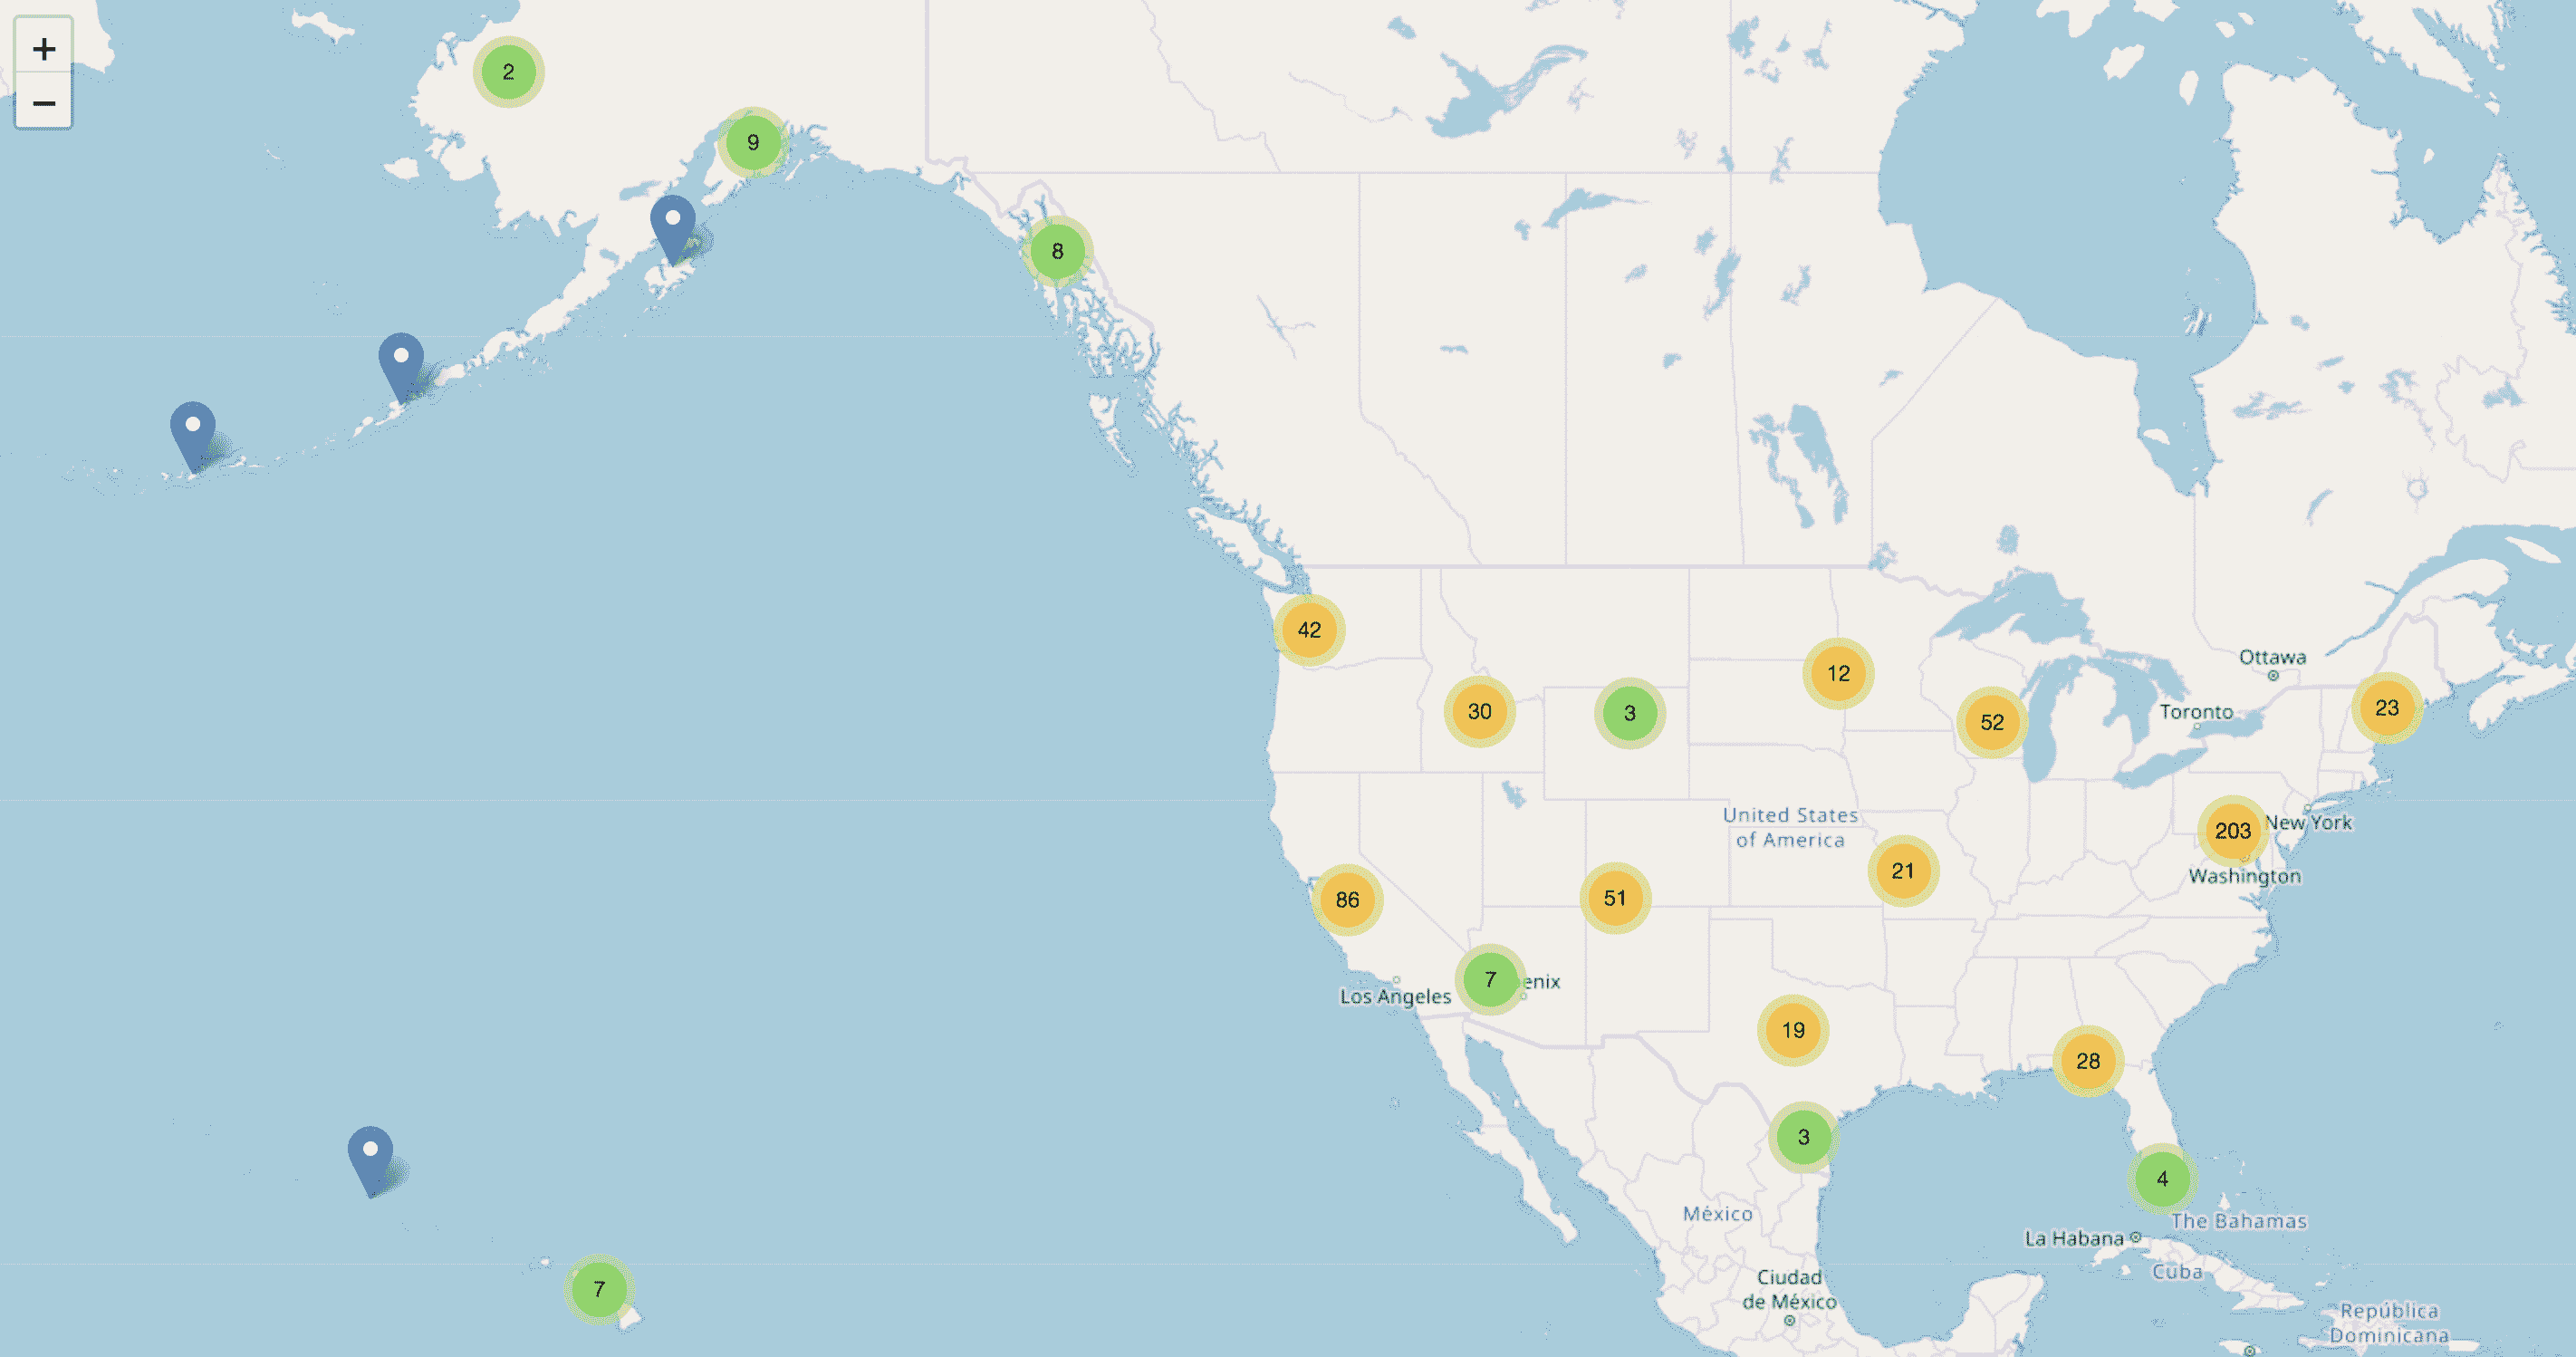 +
−
2
9
8
42
12
Ottawa
30
3
52
Toronto
23
United States
of America
203
New York
21
Washington
86
51
7
enix
Los Angeles
19
28
3
4
México
The Bahamas
La Habana
Cuba
7
Ciudad
de México
República
Dominicana